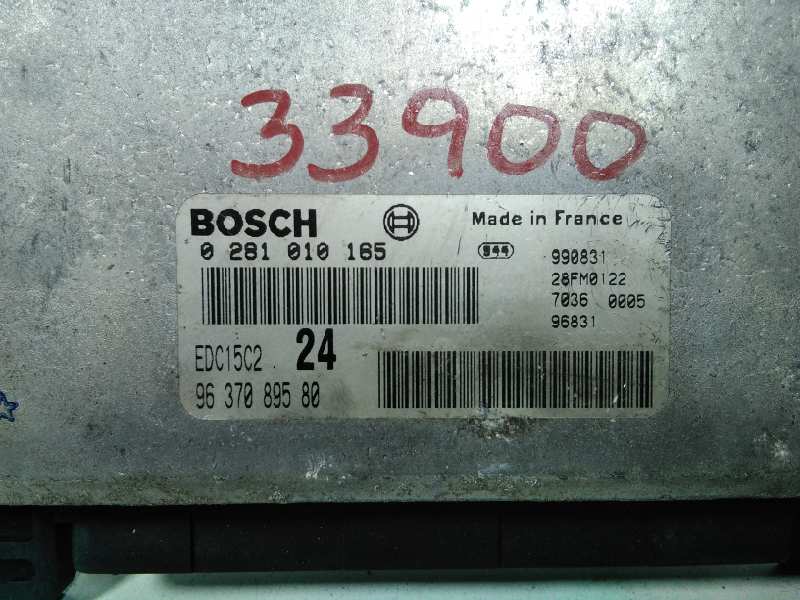 33900
BOSCH Made in France
0 281 010 165 944 990831
28FM0122
7036 0005
96831
EDC15C2 24
96 370 895 80